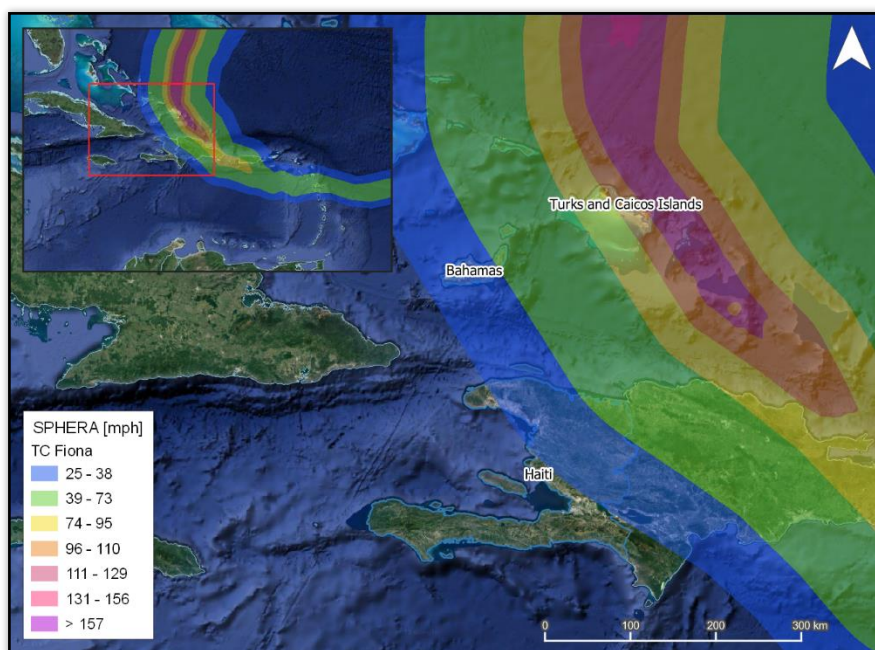 Turks and Caicos Islands
Bahamas
Haiti
SPHERA [mph]
TC Fiona
25 - 38
39 - 73
74 - 95
96 - 110
111 - 129
131 - 156
> 157
0 100 200 300 km